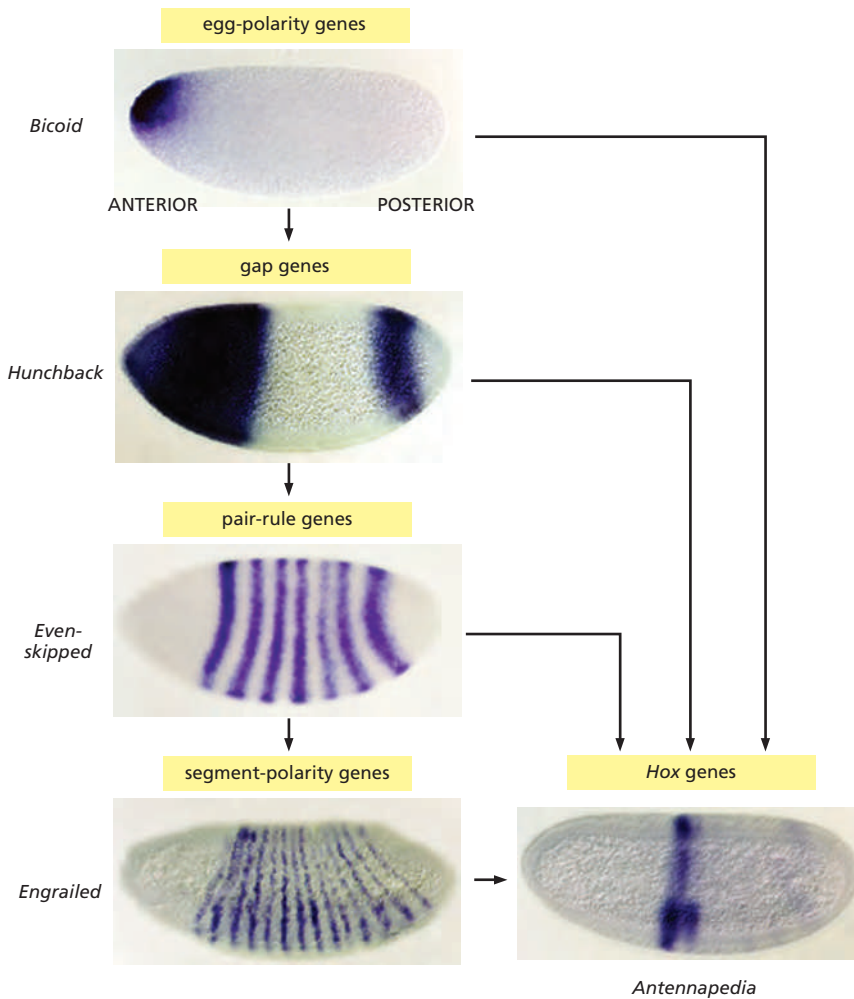 egg-polarity genes
Bicoid
ANTERIOR
POSTERIOR
gap genes
Hunchback
pair-rule genes
Even-
skipped
segment-polarity genes
Hox genes
Engrailed
Antennapedia